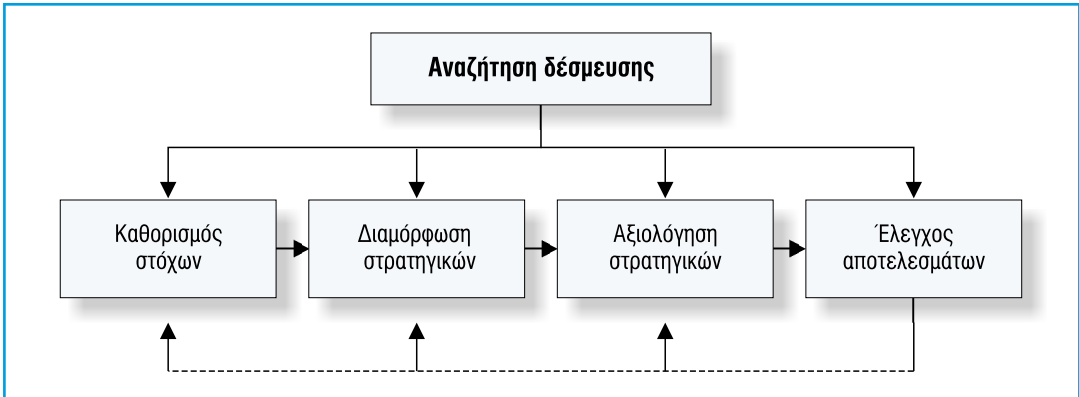 Αναζήτηση δέσμευσης
Καθορισμός
στόχων
Διαμόρφωση
στρατηγικών
Αξιολόγηση
στρατηγικών
Έλεγχος
αποτελεσμάτων